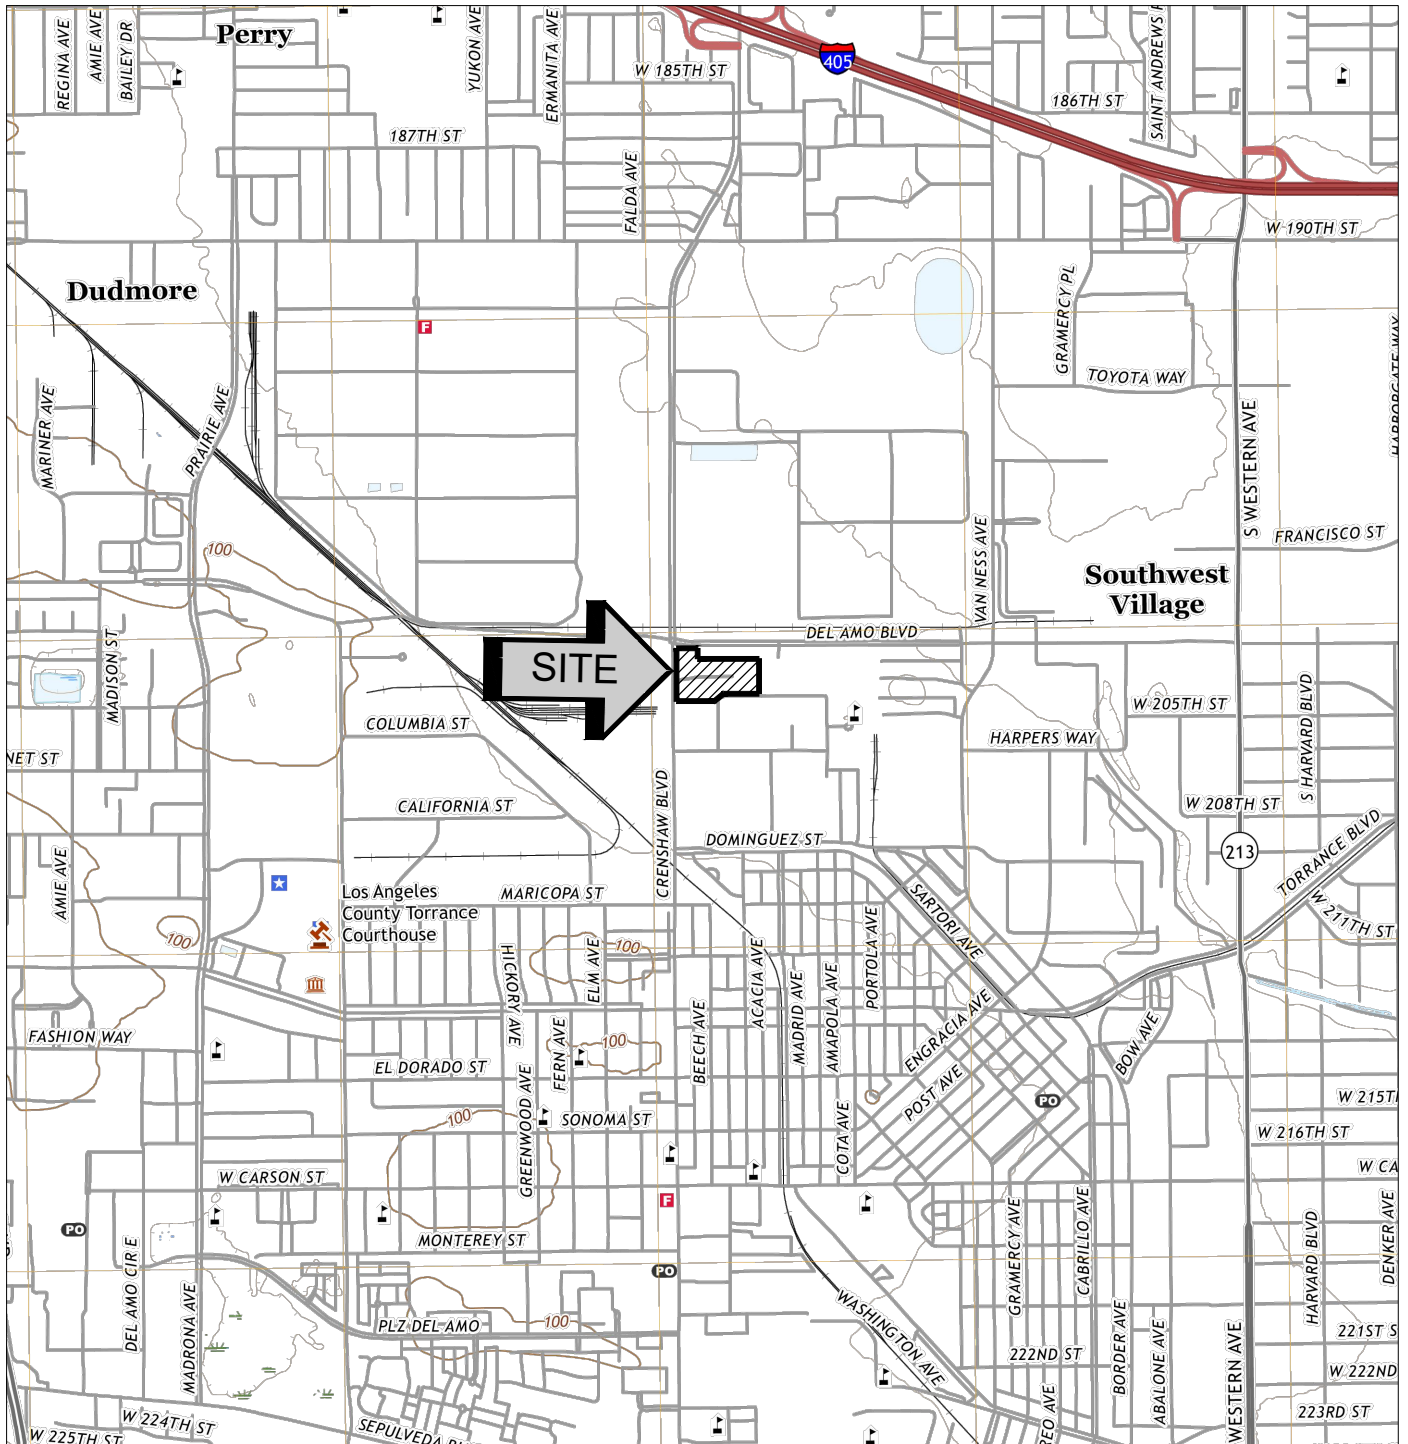 Perry
REGINA AVE
AMIE AVE
BAILEY DR
YUKON AVE
ERMANITA AVE
W 185TH ST
405
186TH ST
187TH ST
FALDA AVE
W 190TH ST
Dudmore
F
GRAMERCY PL
TOYOTA WAY
MARINER AVE
PRAIRIE AVE
S WESTERN AVE
VAN NESS AVE
FRANCISCO ST
100
Southwest
Village
DEL AMO BLVD
SITE
MADISON ST
COLUMBIA ST
W 205TH ST
HARPERS WAY
S HARVARD BLVD
NET ST
CALIFORNIA ST
CRENSHAW BLVD
W 208TH ST
DOMINGUEZ ST
213
TORRANCE BLVD
AMIE AVE
Los Angeles
County Torrance
Courthouse
MARICOPA ST
SARTORI AVE
W 211TH ST
100
HICKORY AVE
ELM AVE
100
ACACIA AVE
PORTOLA AVE
MADRID AVE
AMAPOLA AVE
ENGRACIA AVE
FASHION WAY
EL DORADO ST
FERN AVE
100
BEECH AVE
BOW AVE
POST AVE
PO
GREENWOOD AVE
100
SONOMA ST
COTA AVE
W 216TH ST
W CARSON ST
F
PO
MONTEREY ST
DEL AMO CIR E
MADRONA AVE
PO
GRAMERCY AVE
CABRILLO AVE
HARVARD BLVD
DENKER AVE
PLZ DEL AMO
100
WASHINGTON AVE
222ND ST
BORDER AVE
ABALONE AVE
WESTERN AVE
221ST S
W 222ND
223RD ST
W 224TH ST
W 225TH ST